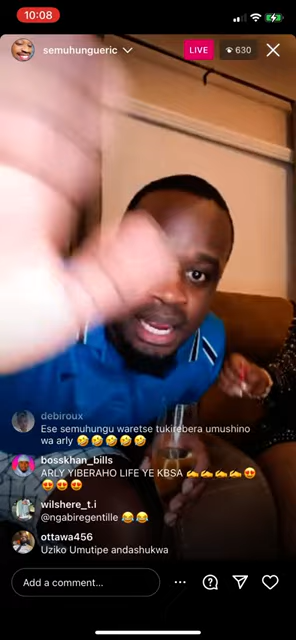 10:08
semuhungueric
LIVE
630
debiroux
Ese semuhungu waretse tukirebera umushino
wa arly 🤣🤣🤣🤣🤣
bosskhan_bills
ARLY YIBERAHO LIFE YE KBSA 👏👏👏👏😍
😍😍😍
wilshere_t.i
@ngabiregentille 😂😂
ottawa456
Uziko Umutipe andashukwa
Add a comment...